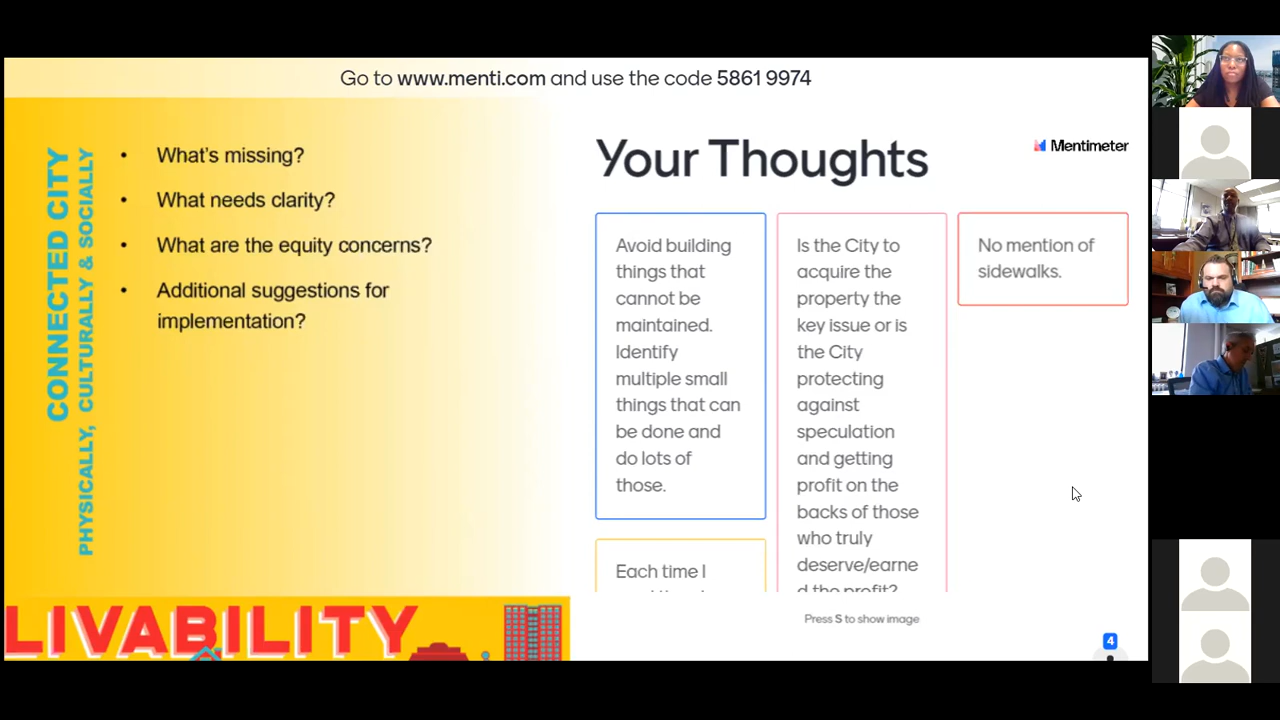 Go to www.menti.com and use the code 5861 9974
CONNECTED CITY
PHYSICALLY, CULTURALLY & SOCIALLY
• What's missing?
• What needs clarity?
• What are the equity concerns?
• Additional suggestions for
implementation?
LIVABILITY
Your Thoughts
Mentimeter
Avoid building
things that
cannot be
maintained.
Identify
multiple small
things that can
be done and
do lots of
those.
Each time I
Is the City to
acquire the
property the
key issue or is
the City
protecting
against
speculation
and getting
profit on the
backs of those
who truly
deserve/earne
d the profit?
No mention of
sidewalks.
Press S to show image
4